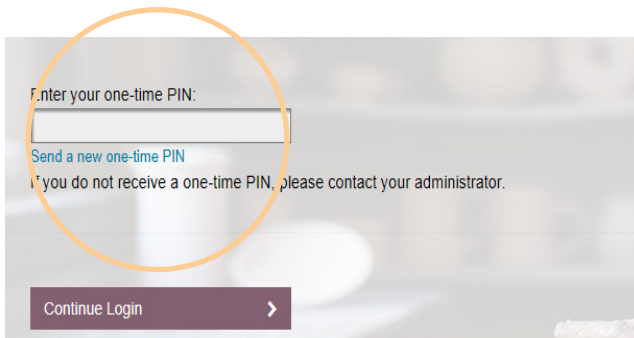 Enter your one-time PIN:
Send a new one-time PIN
If you do not receive a one-time PIN, please contact your administrator.
Continue Login